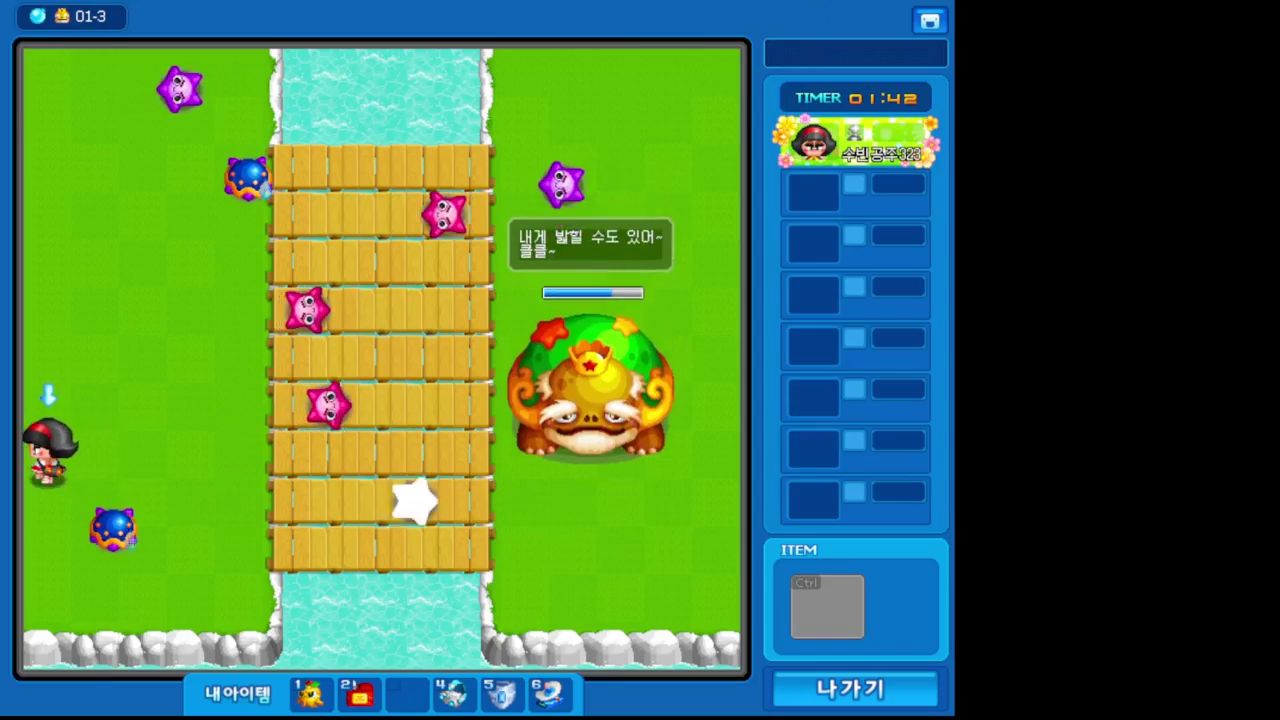 01-3
TIMER 01:42
수빈공주323
내게 밟힐 수도 있어~
클클~
ITEM
Ctrl
나가기
내 아이템
1
2
4
5
6